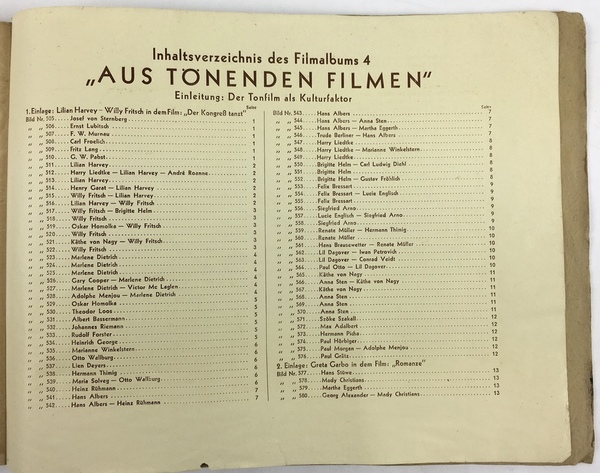 Inhaltsverzeichnis des Filmalbums 4
„AUS TÖNENDEN FILMEN“
Einleitung: Der Tonfilm als Kulturfaktor
Seite
1. Einlage: Lilian Harvey – Willy Fritsch in dem Film: „Der Kongreß tanzt“
Bild Nr. 505 .... Josef von Sternberg 1
„ „ 506 .... Ernst Lubitsch 1
„ „ 507 .... F. W. Murnau 1
„ „ 508 .... Carl Froelich 1
„ „ 509 .... Fritz Lang 1
„ „ 510 .... G. W. Pabst 1
„ „ 511 .... Lilian Harvey 2
„ „ 512 .... Harry Liedtke — Lilian Harvey — André Roanne 2
„ „ 513 .... Lilian Harvey 2
„ „ 514 .... Henry Garat — Lilian Harvey 2
„ „ 515 .... Willy Fritsch — Lilian Harvey 2
„ „ 516 .... Lilian Harvey — Willy Fritsch 2
„ „ 517 .... Willy Fritsch — Brigitte Helm 3
„ „ 518 .... Willy Fritsch 3
„ „ 519 .... Oskar Homolka — Willy Fritsch 3
„ „ 520 .... Willy Fritsch 3
„ „ 521 .... Käthe von Nagy — Willy Fritsch 3
„ „ 522 .... Willy Fritsch 3
„ „ 523 .... Marlene Dietrich 4
„ „ 524 .... Marlene Dietrich 4
„ „ 525 .... Marlene Dietrich 4
„ „ 526 .... Gary Cooper — Marlene Dietrich 4
„ „ 527 .... Marlene Dietrich — Victor Mc Laglen 4
„ „ 528 .... Adolphe Menjou — Marlene Dietrich 4
„ „ 529 .... Oskar Homolka 5
„ „ 530 .... Theodor Loos 5
„ „ 531 .... Albert Bassermann 5
„ „ 532 .... Johannes Riemann 5
„ „ 533 .... Rudolf Forster 5
„ „ 534 .... Heinrich George 5
„ „ 535 .... Marianne Winkelstern 6
„ „ 536 .... Otto Wallburg 6
„ „ 537 .... Lien Deyers 6
„ „ 538 .... Hermann Thimig 6
„ „ 539 .... Maria Solveg — Otto Wallburg 6
„ „ 540 .... Heinz Rühmann 6
„ „ 541 .... Hans Albers 7
„ „ 542 .... Hans Albers — Heinz Rühmann 7
Seite
Bild Nr. 543 .... Hans Albers 7
„ „ 544 .... Hans Albers — Anna Sten 7
„ „ 545 .... Hans Albers — Martha Eggerth 7
„ „ 546 .... Trude Berliner — Hans Albers 7
„ „ 547 .... Harry Liedtke 8
„ „ 548 .... Harry Liedtke — Marianne Winkelstern 8
„ „ 549 .... Harry Liedtke 8
„ „ 550 .... Brigitte Helm — Carl Ludwig Diehl 8
„ „ 551 .... Brigitte Helm 8
„ „ 552 .... Brigitte Helm — Gustav Fröhlich 8
„ „ 553 .... Felix Bressart 9
„ „ 554 .... Felix Bressart — Lucie Englisch 9
„ „ 555 .... Felix Bressart 9
„ „ 556 .... Siegfried Arno 9
„ „ 557 .... Lucie Englisch — Siegfried Arno 9
„ „ 558 .... Siegfried Arno 9
„ „ 559 .... Renate Müller — Hermann Thimig 10
„ „ 560 .... Renate Müller 10
„ „ 561 .... Hans Brausewetter — Renate Müller 10
„ „ 562 .... Lil Dagover — Iwan Petrovich 10
„ „ 563 .... Lil Dagover — Conrad Veidt 10
„ „ 564 .... Paul Otto — Lil Dagover 10
„ „ 565 .... Käthe von Nagy 11
„ „ 566 .... Anna Sten — Käthe von Nagy 11
„ „ 567 .... Käthe von Nagy 11
„ „ 568 .... Anna Sten 11
„ „ 569 .... Anna Sten 11
„ „ 570 .... Anna Sten 11
„ „ 571 .... Szöke Szakall 12
„ „ 572 .... Max Adalbert 12
„ „ 573 .... Hermann Picha 12
„ „ 574 .... Paul Hörbiger 12
„ „ 575 .... Paul Morgan — Adolphe Menjou 12
„ „ 576 .... Paul Grätz 12
2. Einlage: Greta Garbo in dem Film: „Romanze“
Bild Nr. 577 .... Hans Stüwe 13
„ „ 578 .... Mady Christians 13
„ „ 579 .... Martha Eggerth 13
„ „ 580 .... Georg Alexander — Mady Christians 13